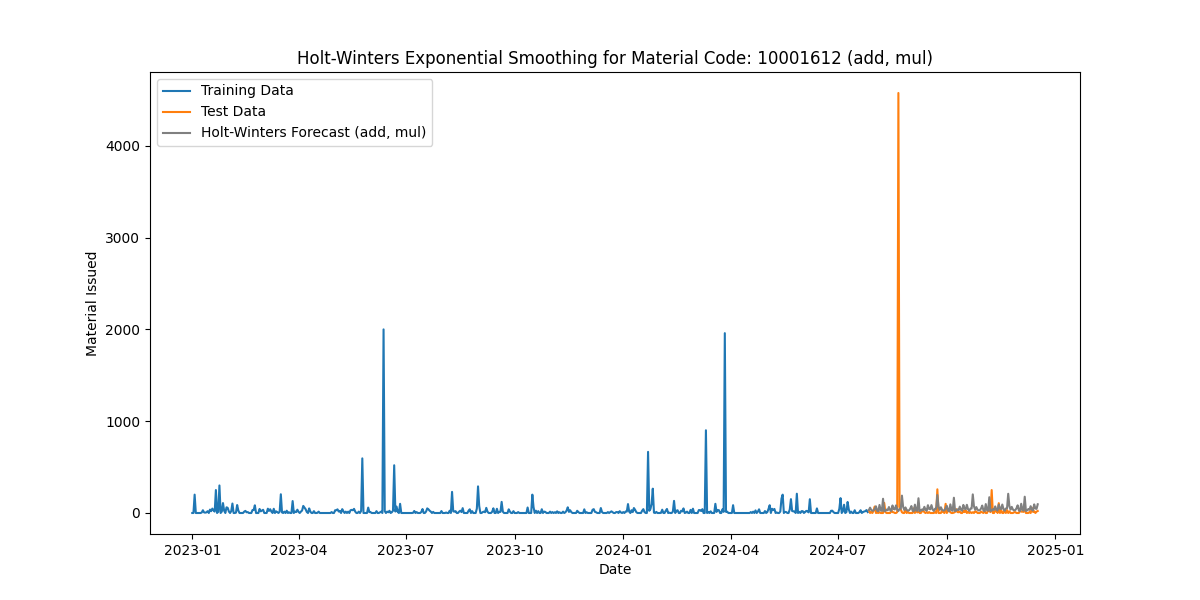 Holt-Winters Exponential Smoothing for Material Code: 10001612 (add, mul)
Training Data
Test Data
Holt-Winters Forecast (add, mul)
Material Issued
4000
3000
2000
1000
0
2023-01
2023-04
2023-07
2023-10
2024-01
2024-04
2024-07
2024-10
2025-01
Date